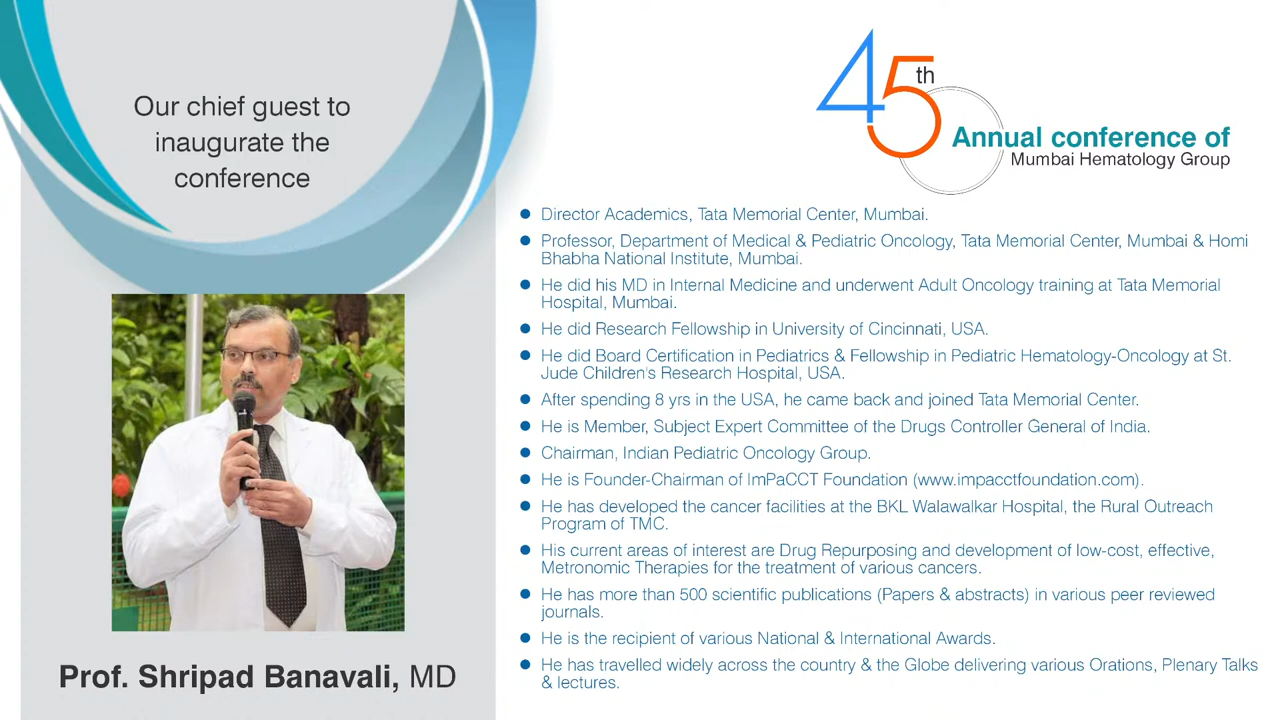 Our chief guest to
inaugurate the
conference
Prof. Shripad Banavali, MD
45th
Annual conference of
Mumbai Hematology Group
● Director Academics, Tata Memorial Center, Mumbai.
● Professor, Department of Medical & Pediatric Oncology, Tata Memorial Center, Mumbai & Homi
Bhabha National Institute, Mumbai.
● He did his MD in Internal Medicine and underwent Adult Oncology training at Tata Memorial
Hospital, Mumbai.
● He did Research Fellowship in University of Cincinnati, USA.
● He did Board Certification in Pediatrics & Fellowship in Pediatric Hematology-Oncology at St.
Jude Children's Research Hospital, USA.
● After spending 8 yrs in the USA, he came back and joined Tata Memorial Center.
● He is Member, Subject Expert Committee of the Drugs Controller General of India.
● Chairman, Indian Pediatric Oncology Group.
● He is Founder-Chairman of ImPaCCT Foundation (www.impacctfoundation.com).
● He has developed the cancer facilities at the BKL Walawalkar Hospital, the Rural Outreach
Program of TMC.
● His current areas of interest are Drug Repurposing and development of low-cost, effective,
Metronomic Therapies for the treatment of various cancers.
● He has more than 500 scientific publications (Papers & abstracts) in various peer reviewed
journals.
● He is the recipient of various National & International Awards.
● He has travelled widely across the country & the Globe delivering various Orations, Plenary Talks
& lectures.